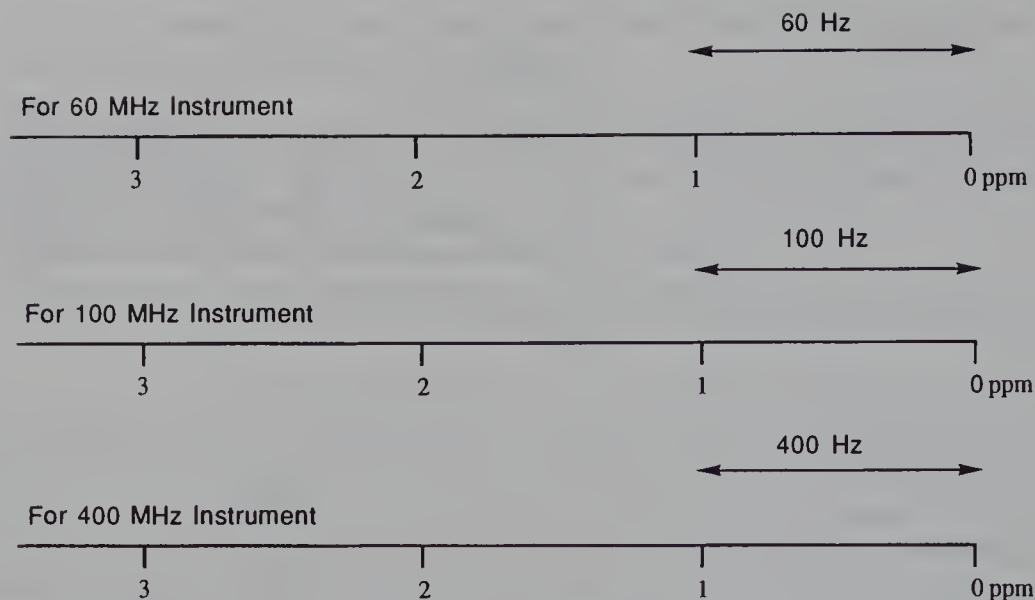 60 Hz
For 60 MHz Instrument
3 2 1 0 ppm
100 Hz
For 100 MHz Instrument
3 2 1 0 ppm
400 Hz
For 400 MHz Instrument
3 2 1 0 ppm